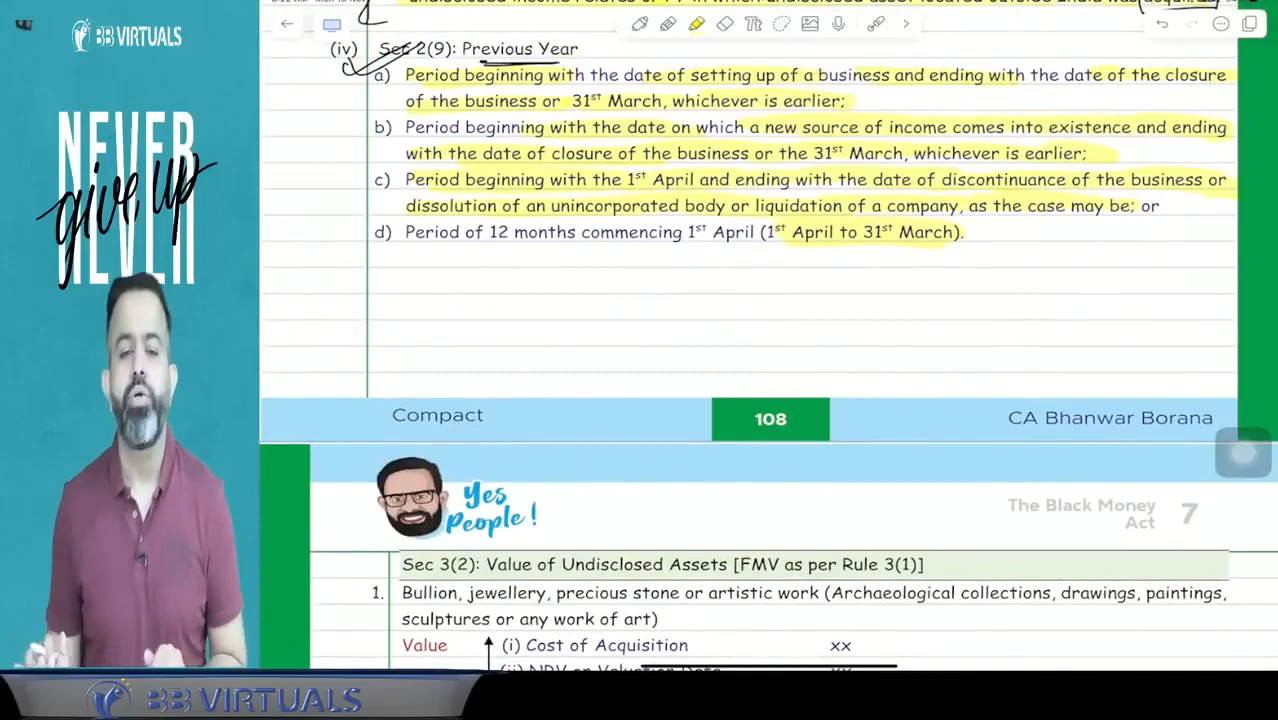 BB VIRTUALS
NEVER
give up
NEVER
(iv) Sec 2(9): Previous Year
a) Period beginning with the date of setting up of a business and ending with the date of the closure
of the business or 31st March, whichever is earlier;
b) Period beginning with the date on which a new source of income comes into existence and ending
with the date of closure of the business or the 31st March, whichever is earlier;
c) Period beginning with the 1st April and ending with the date of discontinuance of the business or
dissolution of an unincorporated body or liquidation of a company, as the case may be; or
d) Period of 12 months commencing 1st April (1st April to 31st March).
Compact 108 CA Bhanwar Borana
Yes
People!
The Black Money
Act 7
Sec 3(2): Value of Undisclosed Assets [FMV as per Rule 3(1)]
1. Bullion, jewellery, precious stone or artistic work (Archaeological collections, drawings, paintings,
sculptures or any work of art)
Value (i) Cost of Acquisition xx
BB VIRTUALS